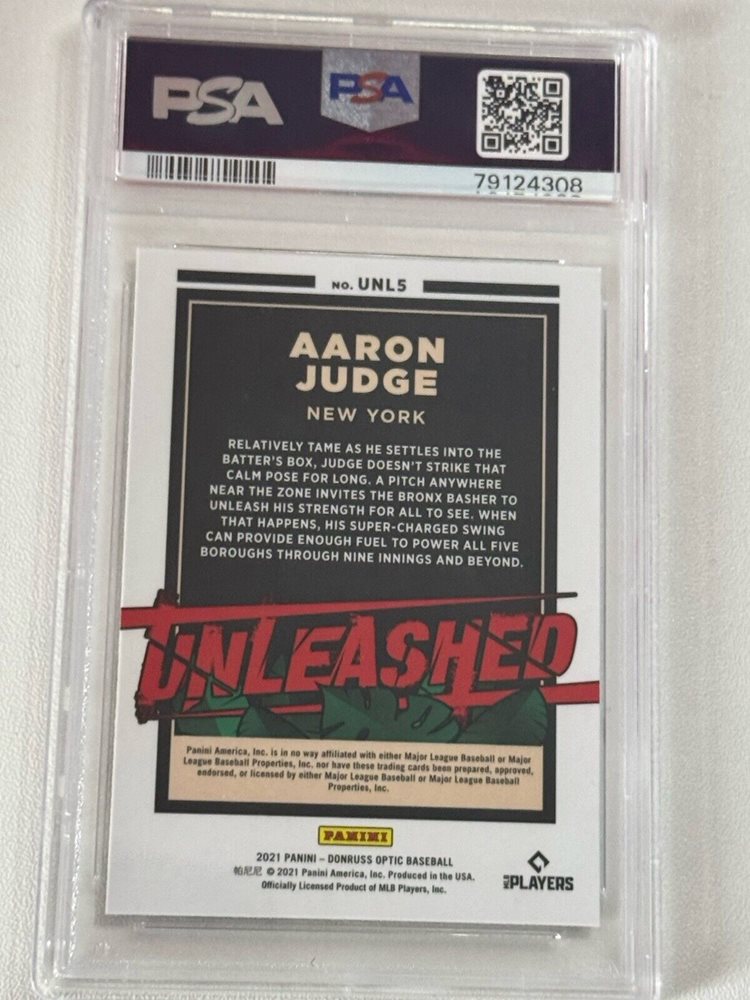 PSA
PSA
79124308
NO. UNL5
AARON
JUDGE
NEW YORK
RELATIVELY TAME AS HE SETTLES INTO THE
BATTER'S BOX, JUDGE DOESN'T STRIKE THAT
CALM POSE FOR LONG. A PITCH ANYWHERE
NEAR THE ZONE INVITES THE BRONX BASHER TO
UNLEASH HIS STRENGTH FOR ALL TO SEE. WHEN
THAT HAPPENS, HIS SUPER-CHARGED SWING
CAN PROVIDE ENOUGH FUEL TO POWER ALL FIVE
BOROUGHS THROUGH NINE INNINGS AND BEYOND.
UNLEASHED
Panini America, Inc. is in no way affiliated with either Major League Baseball or Major
League Baseball Properties, Inc. nor have these trading cards been prepared, approved,
endorsed, or licensed by either Major League Baseball or Major League Baseball
Properties, Inc.
PANINI
2021 PANINI – DONRUSS OPTIC BASEBALL
帕尼尼 © 2021 Panini America, Inc. Produced in the USA.
Officially Licensed Product of MLB Players, Inc.
MLB PLAYERS